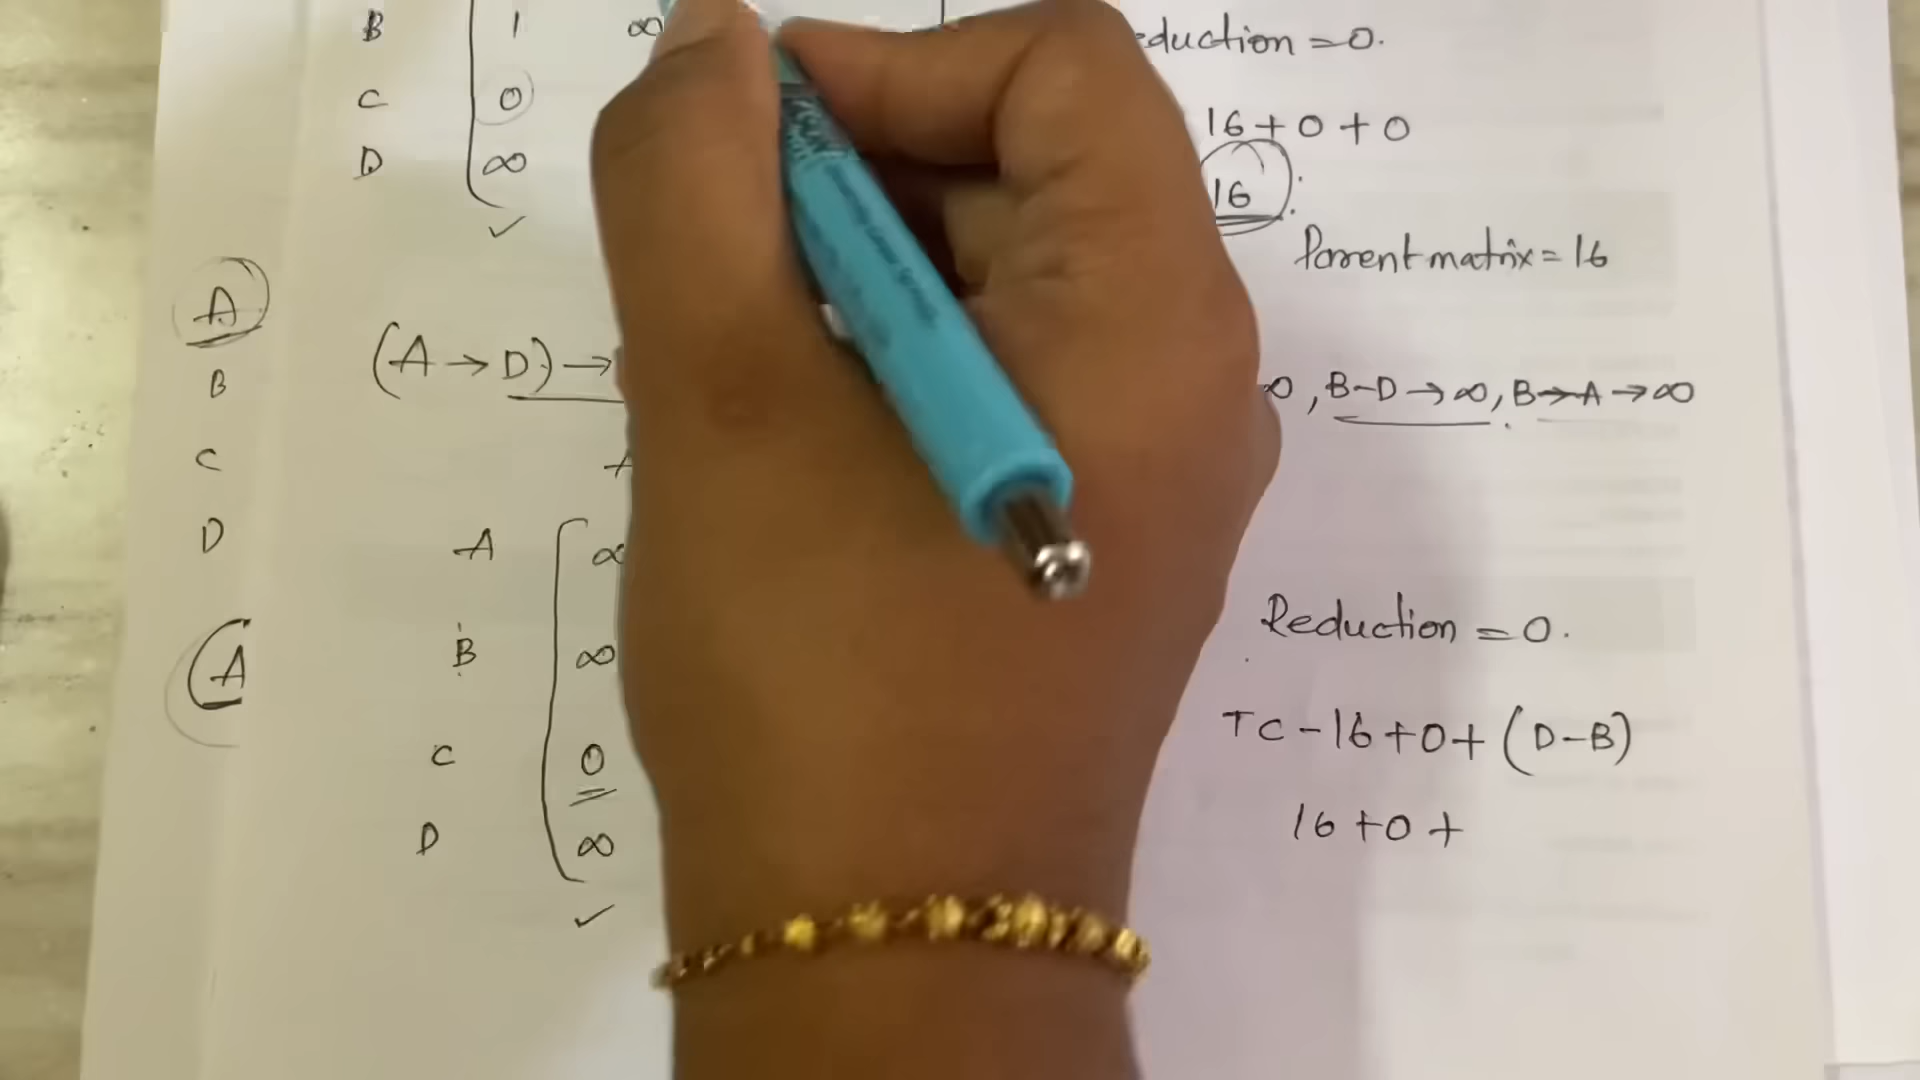 B 1 ∞ eduction = 0.
C 0 16 + 0 + 0
D ∞ 16
Parent matrix = 16
A
(A → D) →
∞, B-D → ∞, B → A → ∞
B
C
D
A
A
B ∞ Reduction = 0.
C 0 TC - 16 + 0 + (D-B)
D ∞ 16 + 0 +